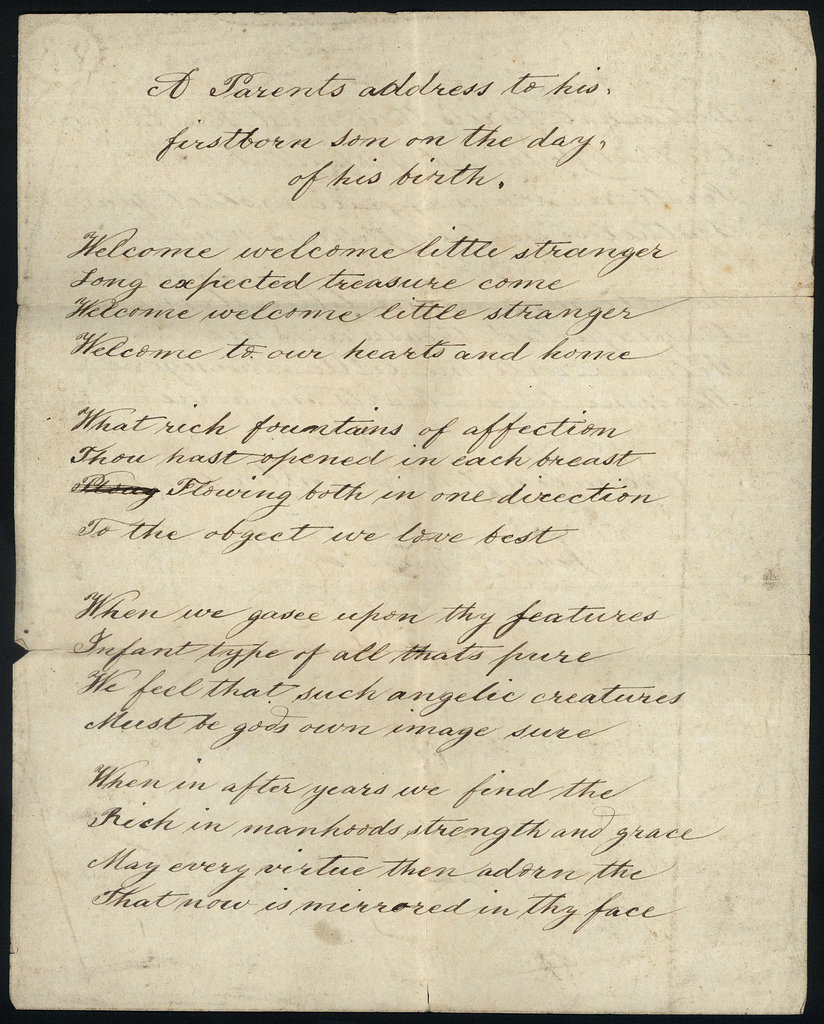 A Parents address to his,
firstborn son on the day,
of his birth.
Welcome welcome little stranger
Long expected treasure come
Welcome welcome little stranger
Welcome to our hearts and home
What rich fountains of affection
Thou hast opened in each breast
Flowing both in one direction
To the object we love best
When we gasee upon thy features
Infant type of all thats pure
We feel that such angelic creatures
Must be gods own image sure
When in after years we find the
Rich in manhoods strength and grace
May every virtue then adorn the
That now is mirrored in thy face